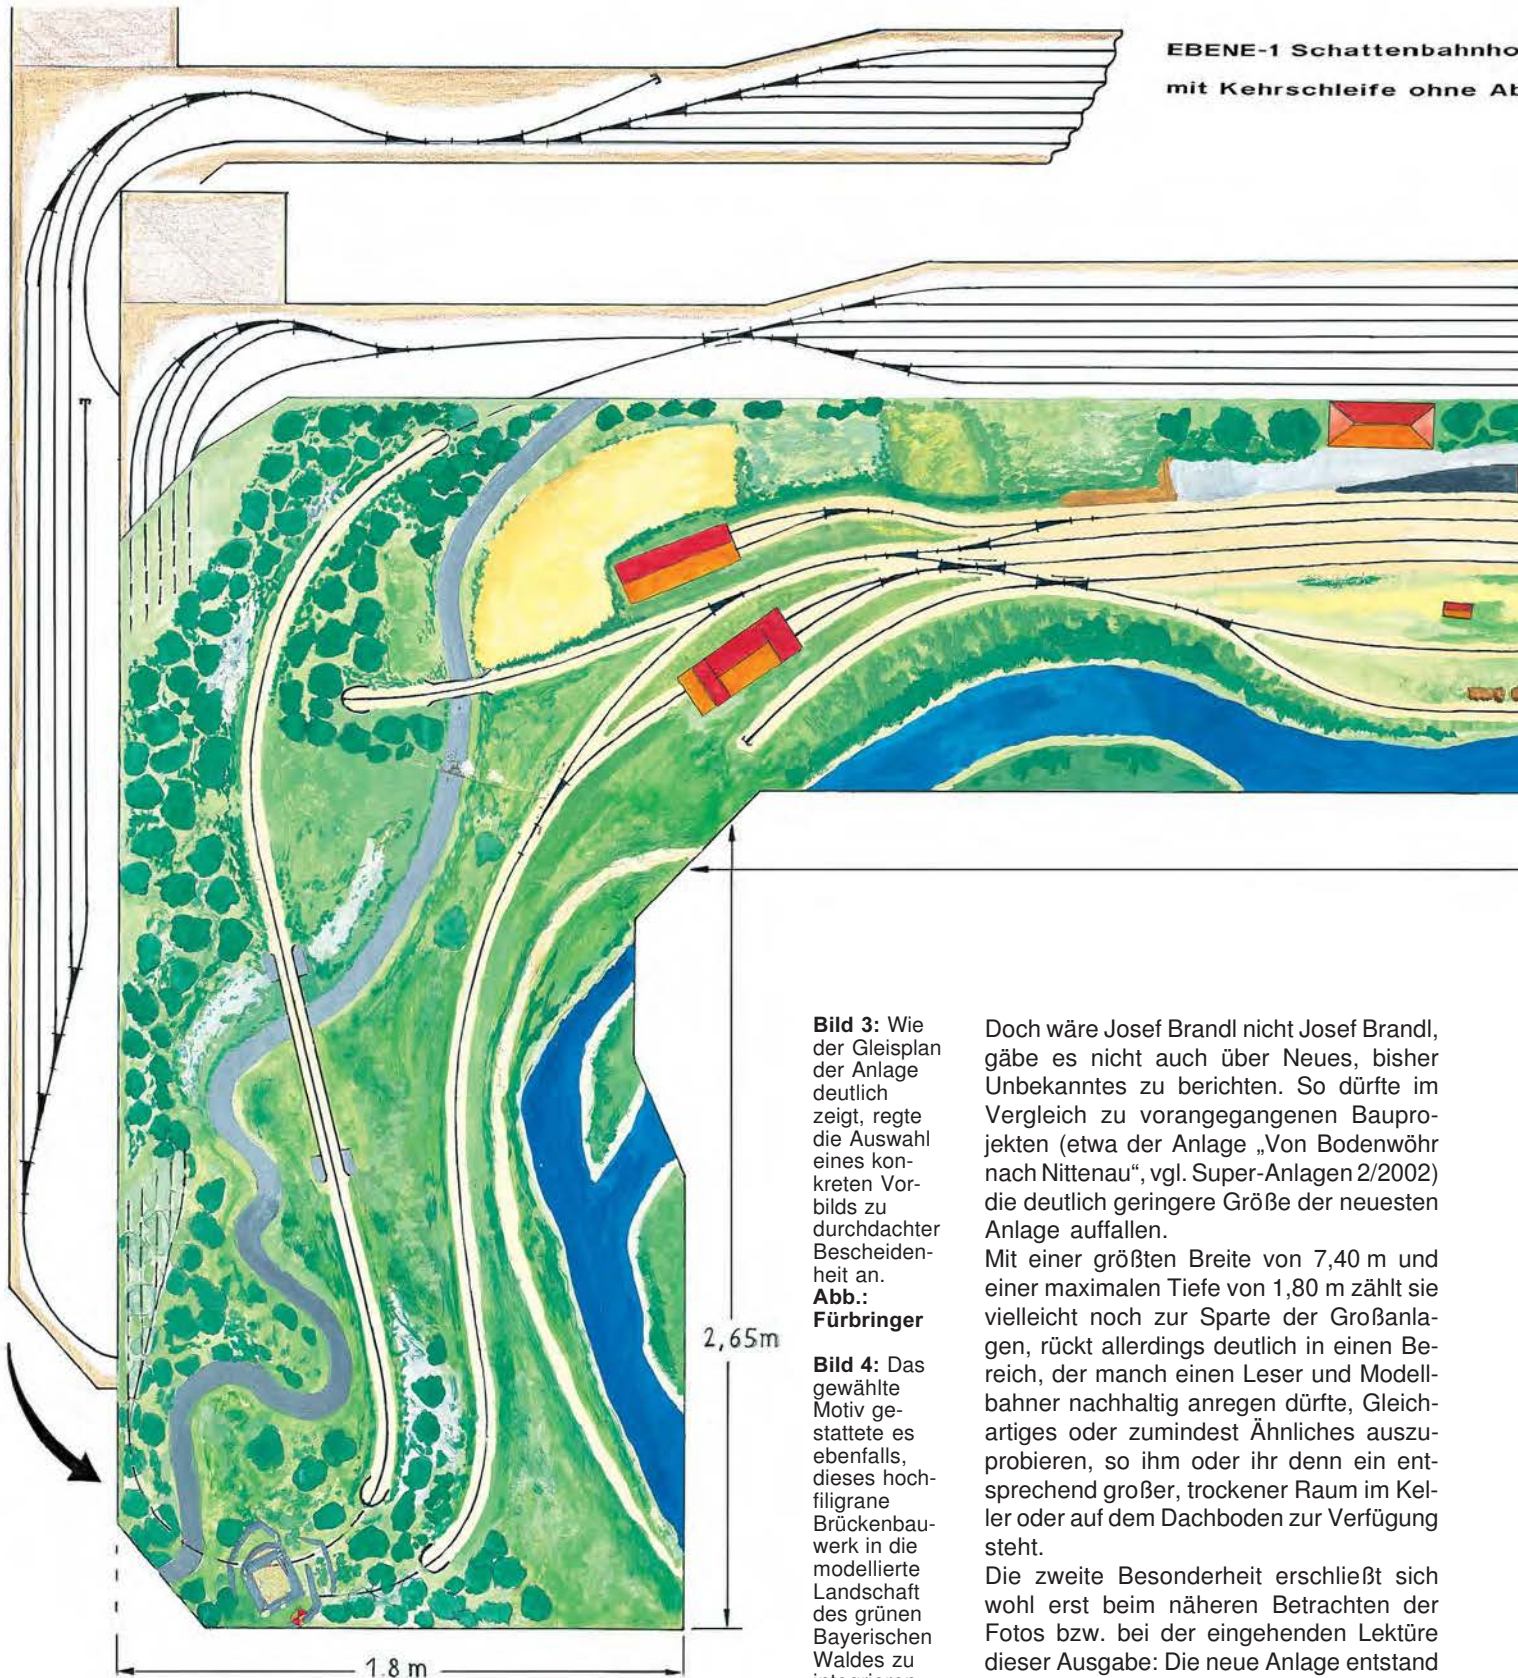 EBENE-1 Schattenbahnho
mit Kehrschleife ohne Ab
2,65m
1.8 m
Bild 3: Wie
der Gleisplan
der Anlage
deutlich
zeigt, regte
die Auswahl
eines kon-
kreten Vor-
bilds zu
durchdachter
Bescheiden-
heit an.
Abb.:
Fürbringer
Bild 4: Das
gewählte
Motiv ge-
stattete es
ebenfalls,
dieses hoch-
filigrane
Brückenbau-
werk in die
modellierte
Landschaft
des grünen
Bayerischen
Waldes zu
Doch wäre Josef Brandl nicht Josef Brandl,
gäbe es nicht auch über Neues, bisher
Unbekanntes zu berichten. So dürfte im
Vergleich zu vorangegangenen Baupro-
jekten (etwa der Anlage „Von Bodenwöhr
nach Nittenau“, vgl. Super-Anlagen 2/2002)
die deutlich geringere Größe der neuesten
Anlage auffallen.
Mit einer größten Breite von 7,40 m und
einer maximalen Tiefe von 1,80 m zählt sie
vielleicht noch zur Sparte der Großanla-
gen, rückt allerdings deutlich in einen Be-
reich, der manch einen Leser und Modell-
bahner nachhaltig anregen dürfte, Gleich-
artiges oder zumindest Ähnliches auszu-
probieren, so ihm oder ihr denn ein ent-
sprechend großer, trockener Raum im Kel-
ler oder auf dem Dachboden zur Verfügung
steht.
Die zweite Besonderheit erschließt sich
wohl erst beim näheren Betrachten der
Fotos bzw. bei der eingehenden Lektüre
dieser Ausgabe: Die neue Anlage entstand